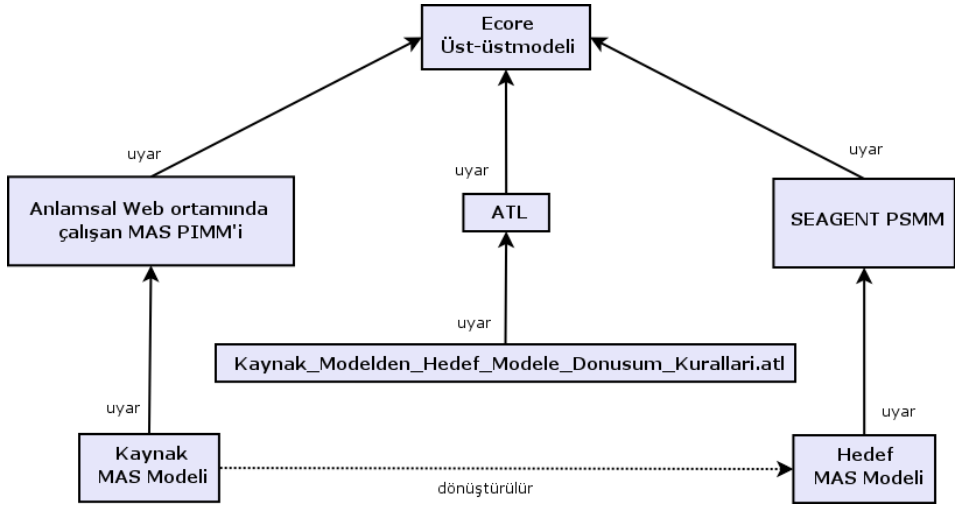 Ecore
Üst-üstmodeli
uyar
uyar
uyar
Anlamsal Web ortamında
çalışan MAS PIMM'i
ATL
SEAGENT PSMM
uyar
Kaynak_Modelden_Hedef_Modele_Donusum_Kurallari.atl
uyar
uyar
Kaynak
MAS Modeli
Hedef
MAS Modeli
dönüştürülür